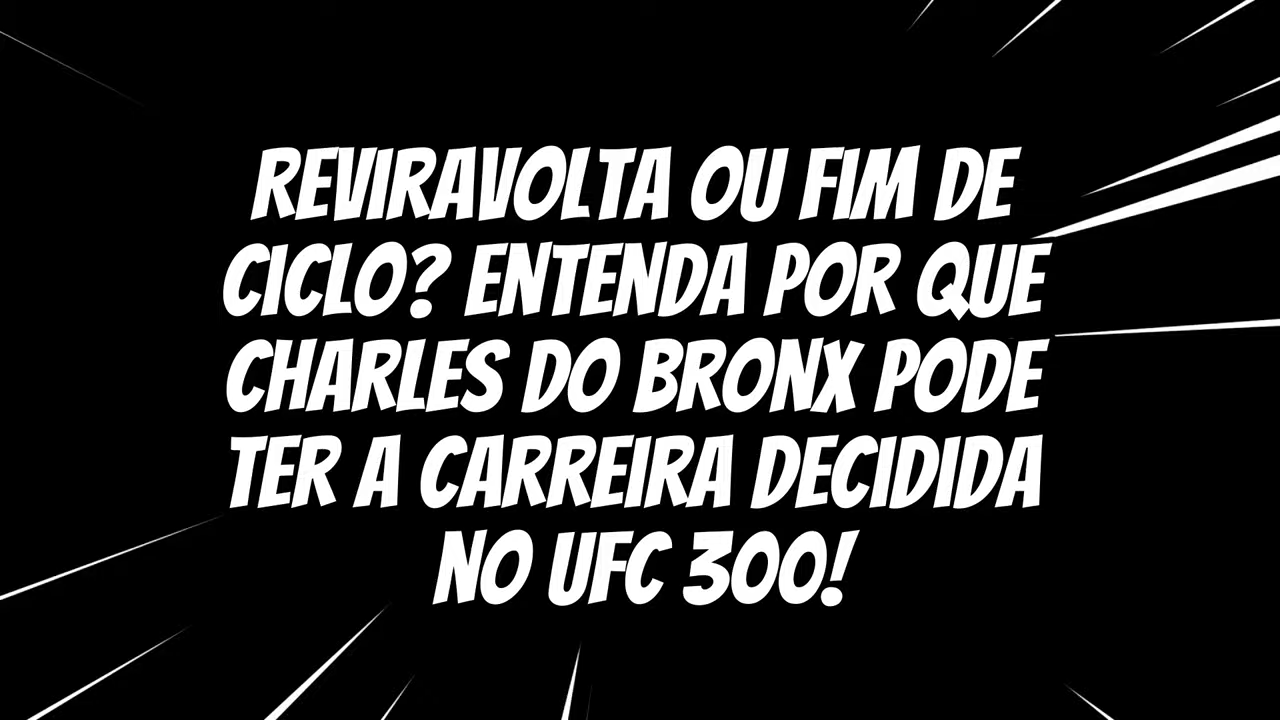 REVIRAVOLTA OU FIM DE
CICLO? ENTENDA POR QUE
CHARLES DO BRONX PODE
TER A CARREIRA DECIDIDA
NO UFC 300!